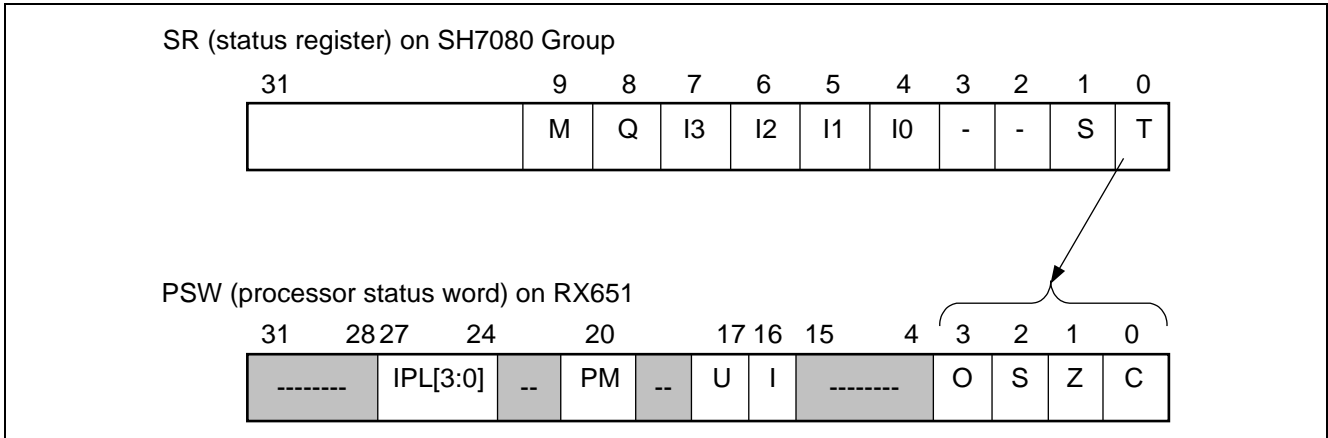 SR (status register) on SH7080 Group
31 9 8 7 6 5 4 3 2 1 0
M Q I3 I2 I1 I0 - - S T
PSW (processor status word) on RX651
31 28 27 24 20 17 16 15 4 3 2 1 0
-------- IPL[3:0] -- PM -- U I -------- O S Z C